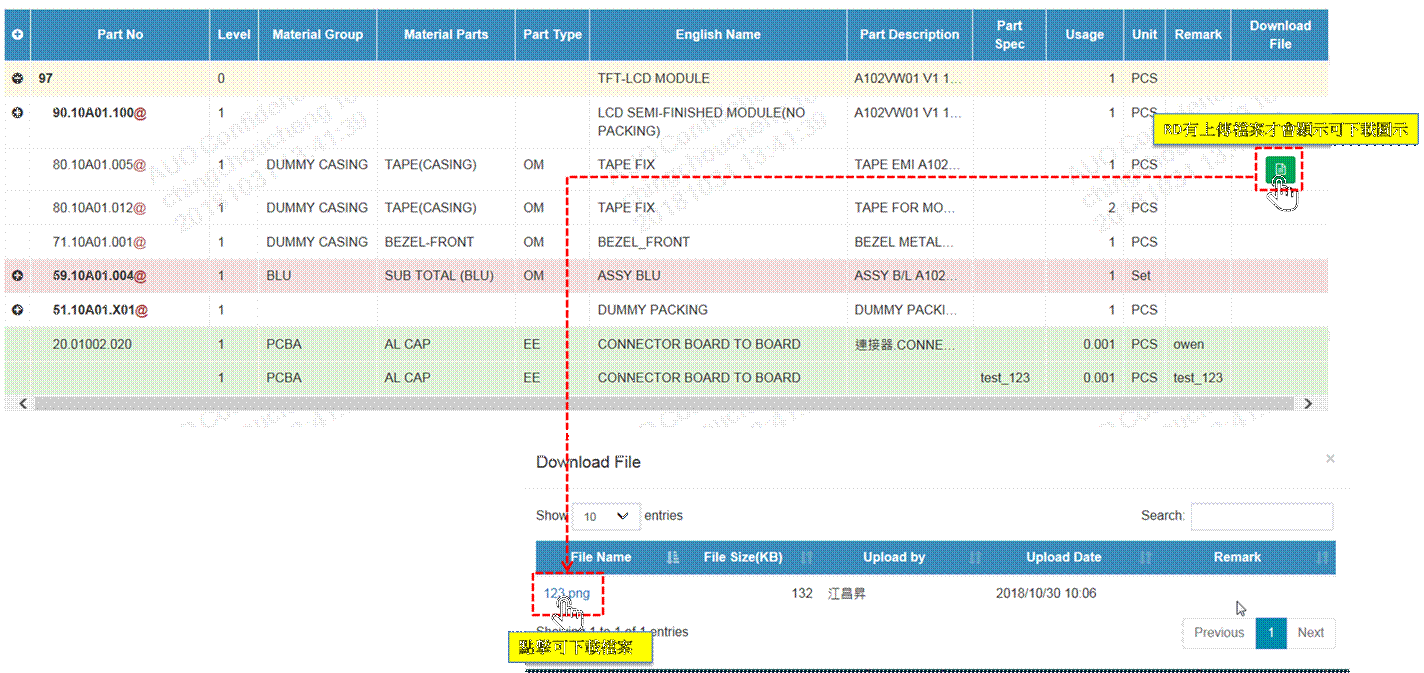 Part No Level Material Group Material Parts Part Type English Name Part Description Part Spec Usage Unit Remark Download File
97 0 TFT-LCD MODULE A102VW01 V1 1... 1 PCS
90.10A01.100@ 1 LCD SEMI-FINISHED MODULE(NO PACKING) A102VW01 V1 1... 1 PCS
RD有上傳檔案才會顯示可下載圖示
80.10A01.005@ 1 DUMMY CASING TAPE(CASING) OM TAPE FIX TAPE EMI A102... 1 PCS
80.10A01.012@ 1 DUMMY CASING TAPE(CASING) OM TAPE FIX TAPE FOR MO... 2 PCS
71.10A01.001@ 1 DUMMY CASING BEZEL-FRONT OM BEZEL_FRONT BEZEL METAL... 1 PCS
59.10A01.004@ 1 BLU SUB TOTAL (BLU) OM ASSY BLU ASSY B/L A102... 1 Set
51.10A01.X01@ 1 DUMMY PACKING DUMMY PACKI... 1 PCS
20.01002.020 1 PCBA AL CAP EE CONNECTOR BOARD TO BOARD 連接器.CONNE... 0.001 PCS owen
1 PCBA AL CAP EE CONNECTOR BOARD TO BOARD test_123 0.001 PCS test_123
Download File ×
Show 10 entries Search:
File Name File Size(KB) Upload by Upload Date Remark
123.png 132 江昌昇 2018/10/30 10:06
Showing 1 to 1 of 1 entries Previous 1 Next
點擊可下載檔案